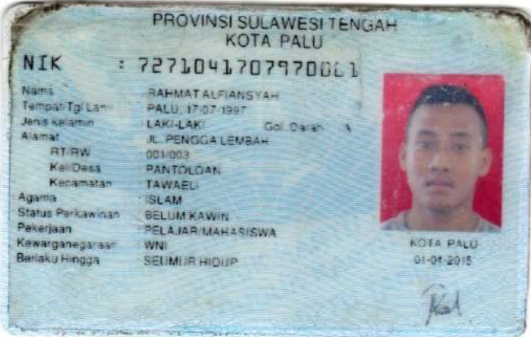 PROVINSI SULAWESI TENGAH
KOTA PALU
NIK :
Nama : RAHMAT ALFIANSYAH
Tempat/Tgl Lahir : PALU, 17-07-1997
Jenis Kelamin : LAKI-LAKI Gol. Darah : A
Alamat : JL. PENGGA LEMBAH
RT/RW : 001/003
Kel/Desa : PANTOLOAN
Kecamatan : TAWAELI
Agama : ISLAM
Status Perkawinan : BELUM KAWIN
Pekerjaan : PELAJAR/MAHASISWA
Kewarganegaraan : WNI
Berlaku Hingga : SEUMUR HIDUP
KOTA PALU
01-01-2015